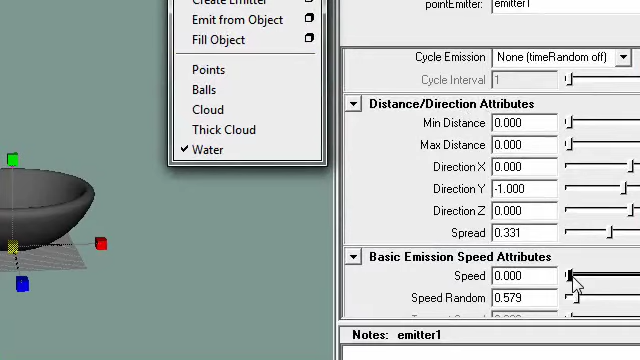 Create Emitter
Emit from Object
Fill Object
Points
Balls
Cloud
Thick Cloud
Water
pointEmitter: emitter1
Cycle Emission None (timeRandom off)
Cycle Interval 1
Distance/Direction Attributes
Min Distance 0.000
Max Distance 0.000
Direction X 0.000
Direction Y -1.000
Direction Z 0.000
Spread 0.331
Basic Emission Speed Attributes
Speed 0.000
Speed Random 0.579
Notes: emitter1